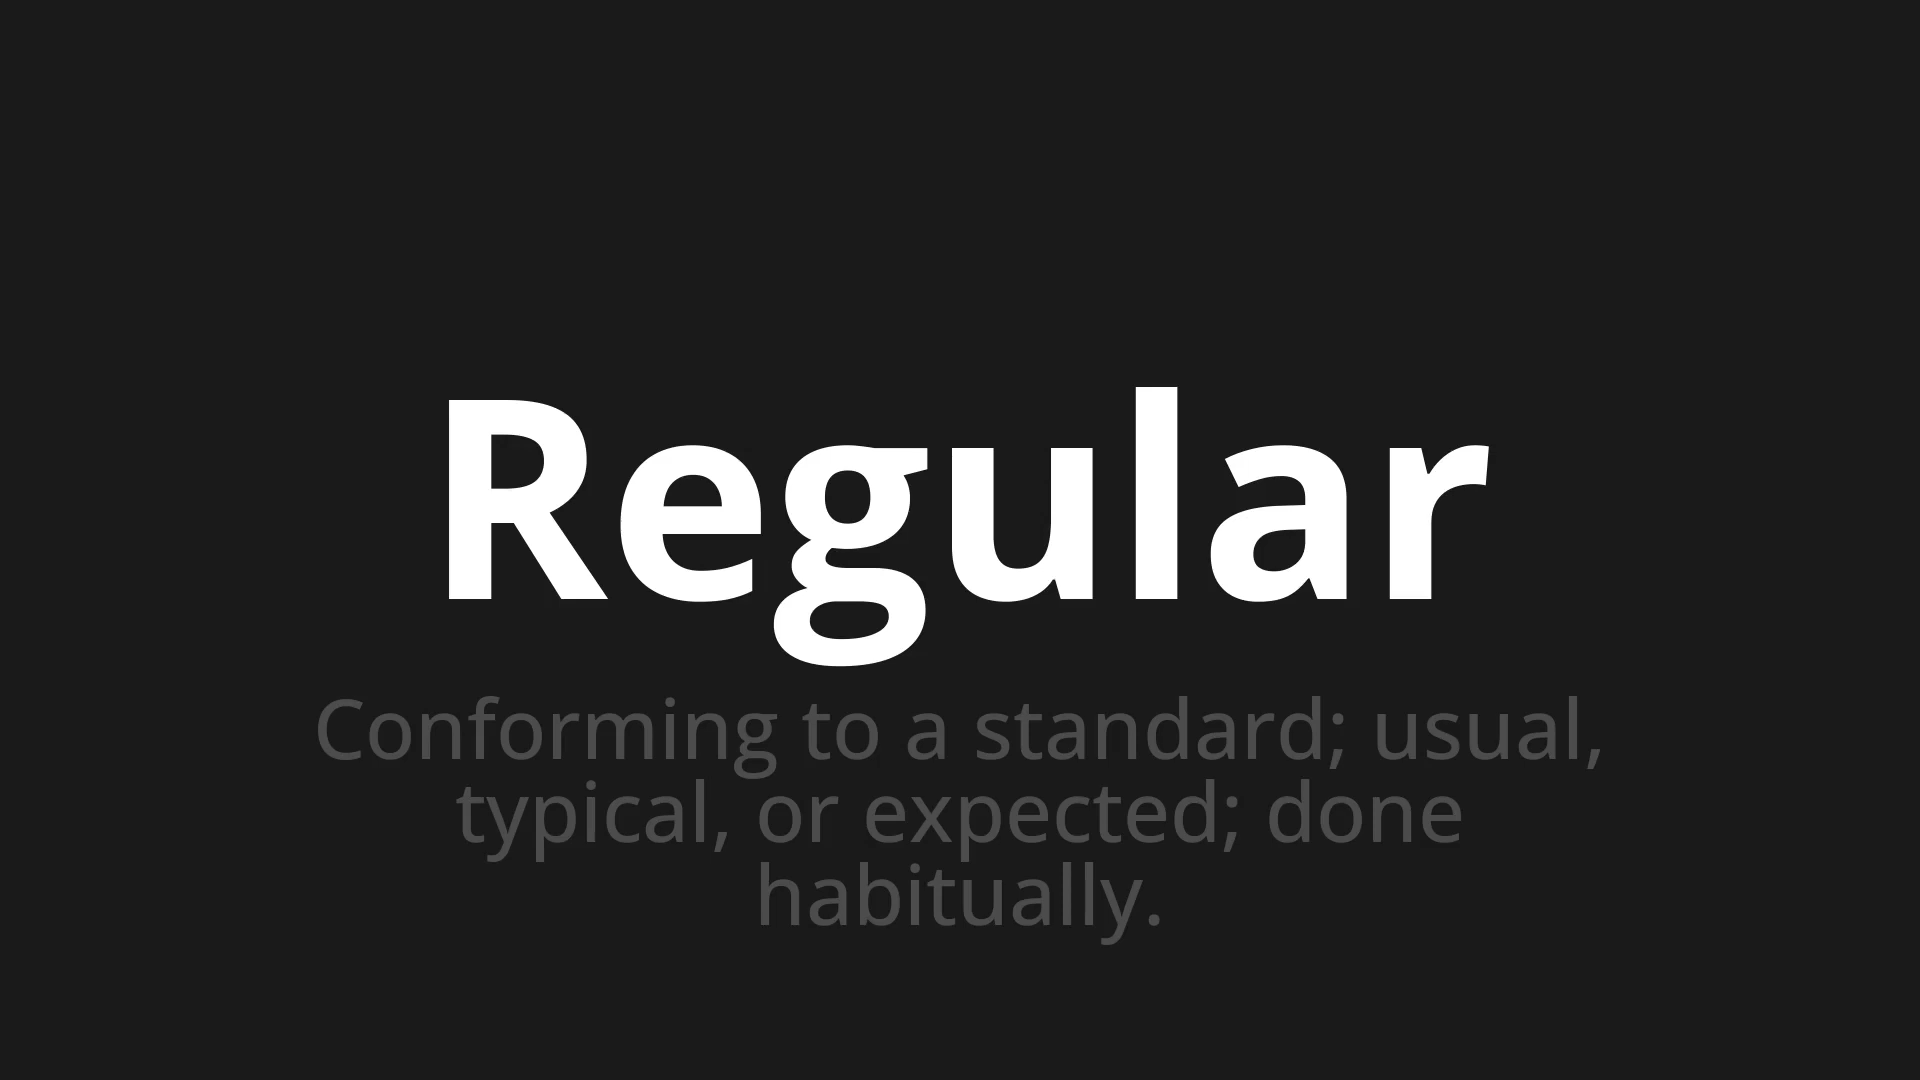 Regular
Conforming to a standard; usual,
typical, or expected; done
habitually.